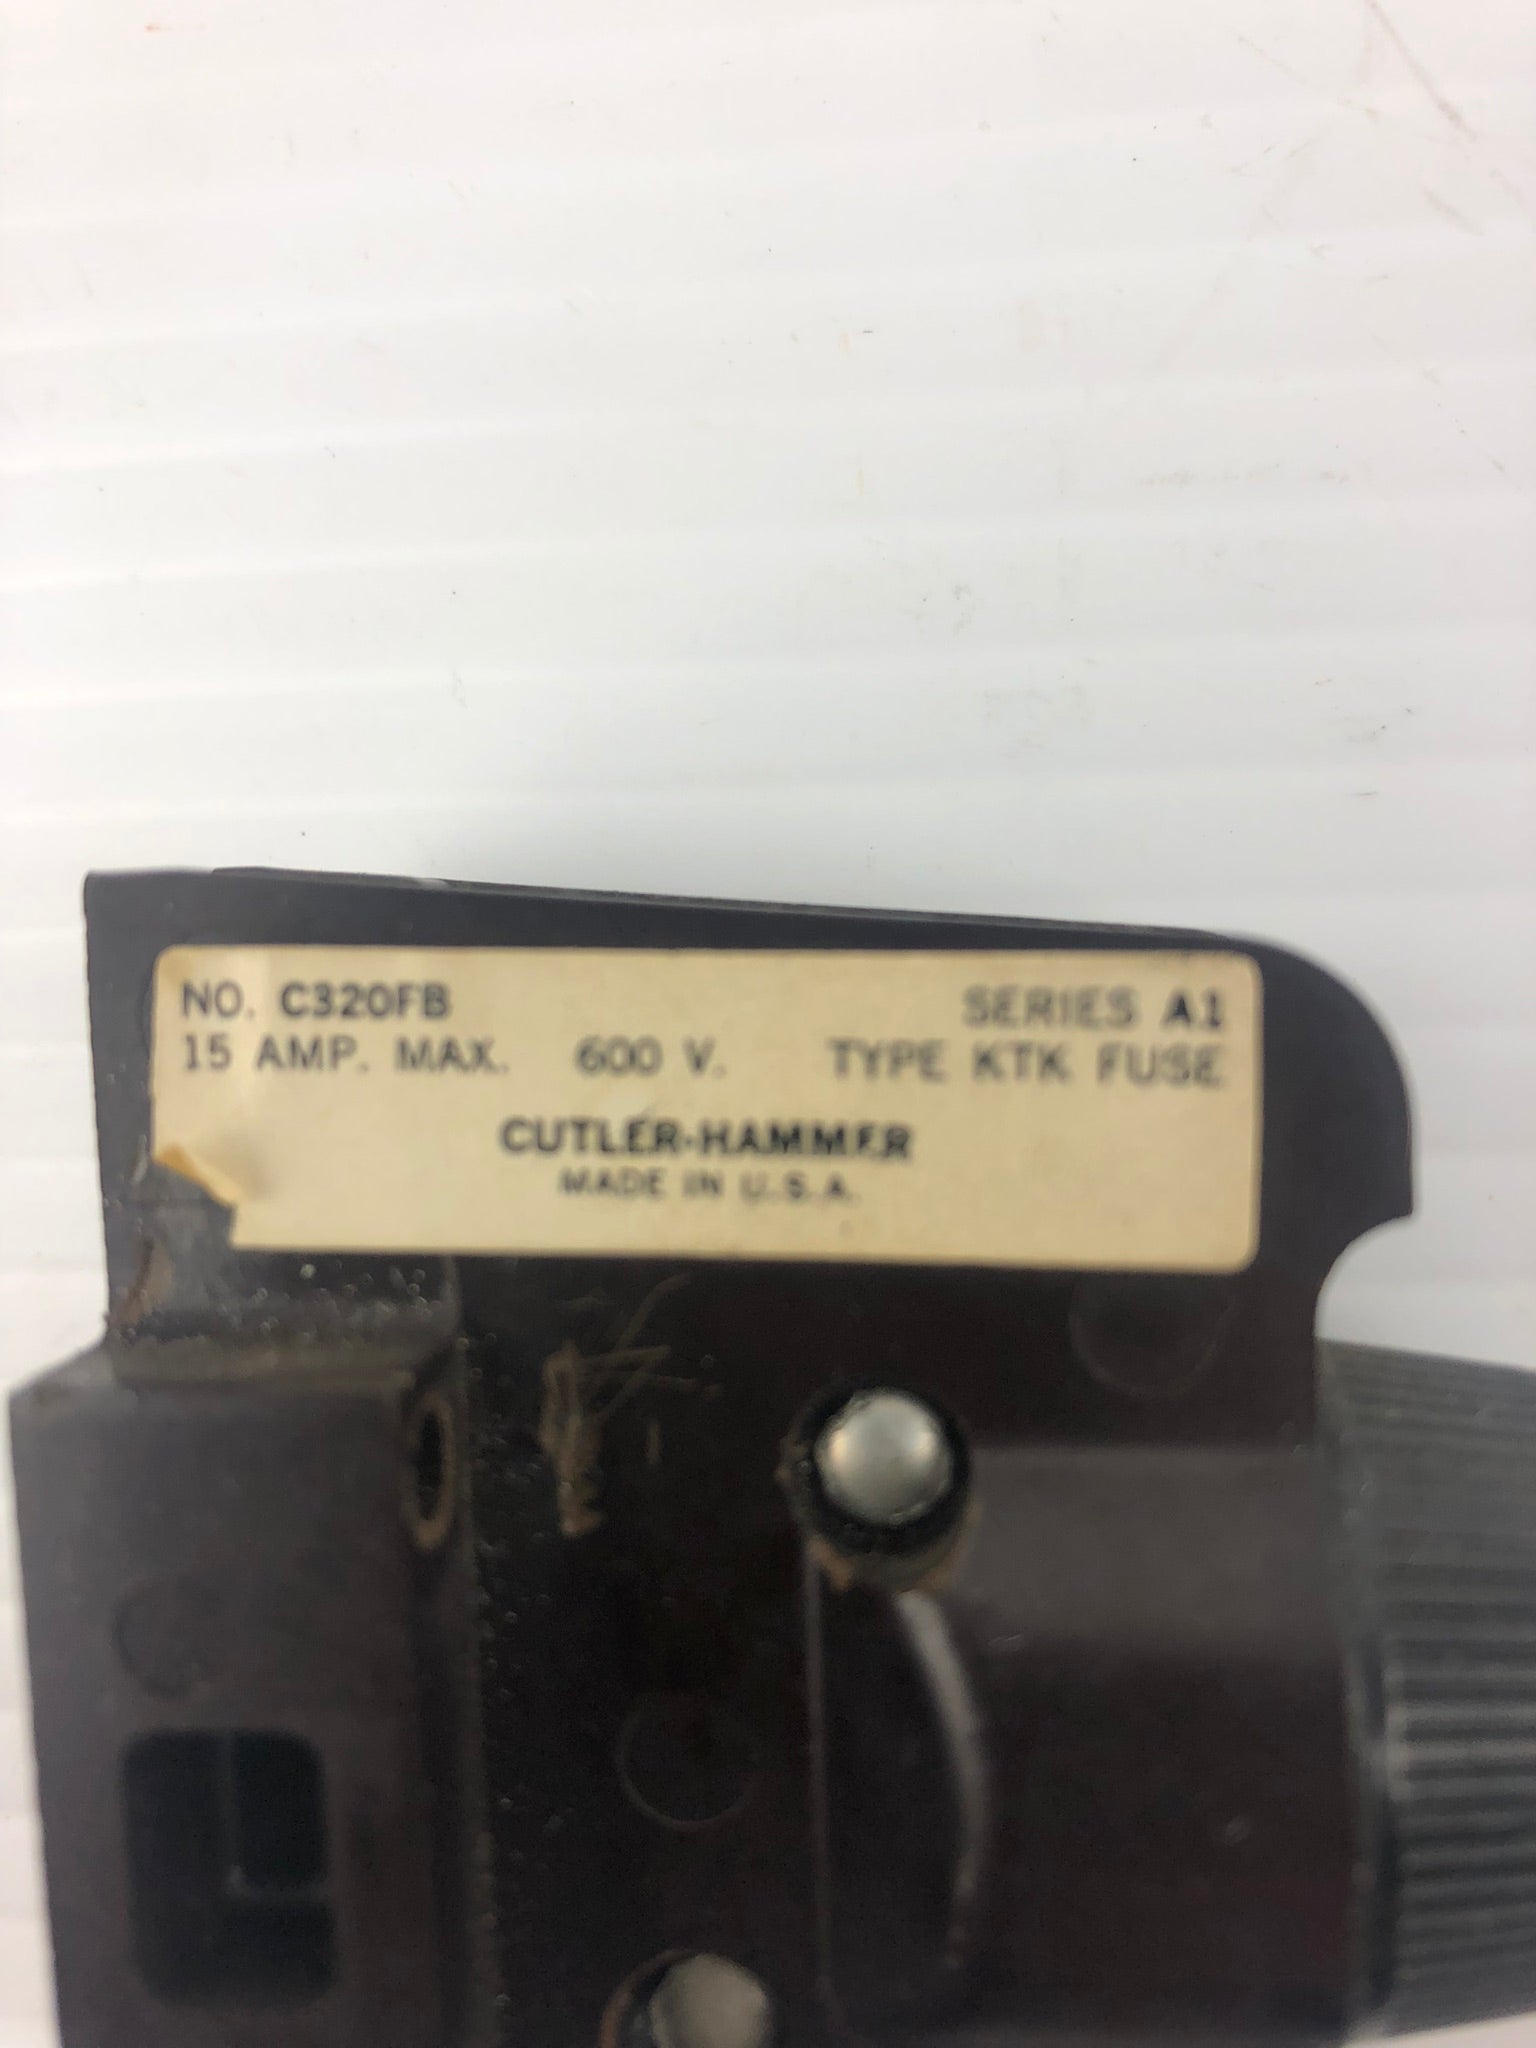 NO. C320FB SERIES A1
15 AMP. MAX. 600 V. TYPE KTK FUSE
CUTLER-HAMMER
MADE IN U.S.A.